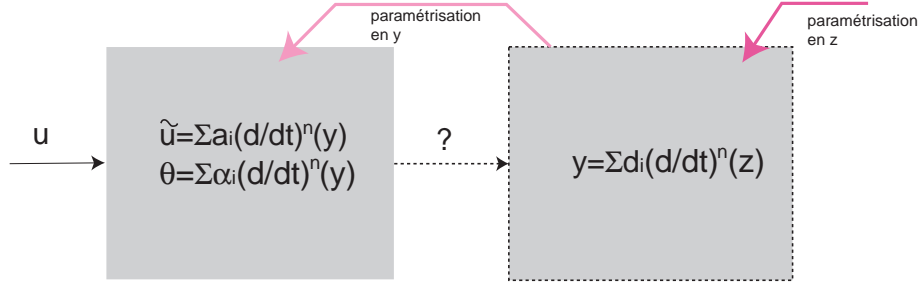 paramétrisation
en y
paramétrisation
en z
u
ũ=Σai(d/dt)ⁿ(y)
θ=Σαi(d/dt)ⁿ(y)
?
y=Σdi(d/dt)ⁿ(z)